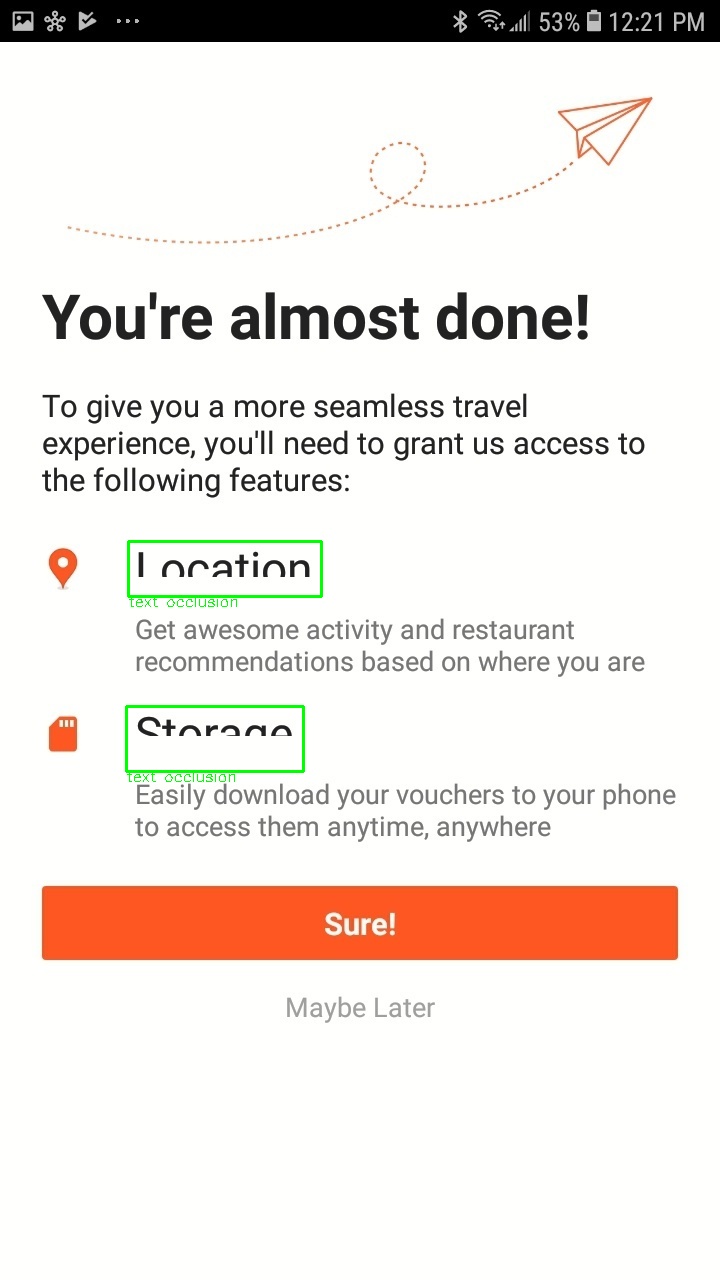 53% 12:21 PM
You're almost done!
To give you a more seamless travel
experience, you'll need to grant us access to
the following features:
Location
text occlusion
Get awesome activity and restaurant
recommendations based on where you are
Storage
text occlusion
Easily download your vouchers to your phone
to access them anytime, anywhere
Sure!
Maybe Later